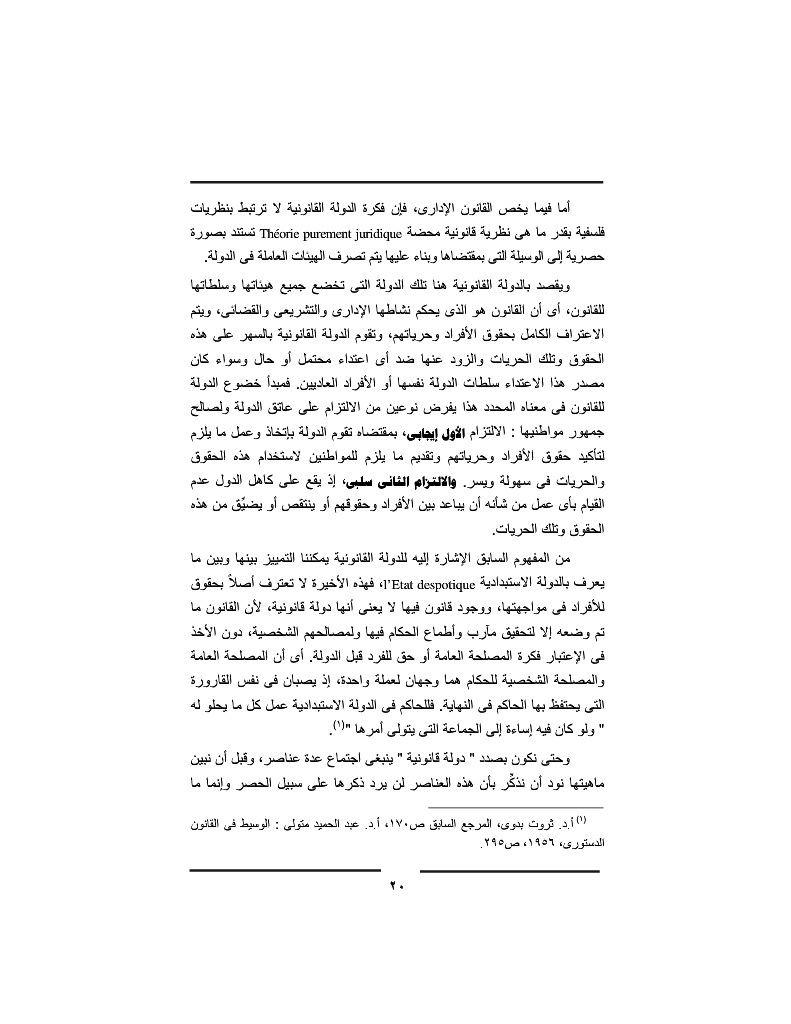 أما فيما يخص القانون الإدارى، فإن فكرة الدولة القانونية لا ترتبط بنظريات
فلسفية بقدر ما هى نظرية قانونية محضة Théorie purement juridique تستند بصورة
حصرية إلى الوسيلة التى بمقتضاها وبناء عليها يتم تصرف الهيئات العاملة فى الدولة.
ويقصد بالدولة القانونية هنا تلك الدولة التى تخضع جميع هيئاتها وسلطاتها
للقانون، أى أن القانون هو الذى يحكم نشاطها الإدارى والتشريعى والقضائى، ويتم
الاعتراف الكامل بحقوق الأفراد وحرياتهم، وتقوم الدولة القانونية بالسهر على هذه
الحقوق وتلك الحريات والزود عنها ضد أى اعتداء محتمل أو حال وسواء كان
مصدر هذا الاعتداء سلطات الدولة نفسها أو الأفراد العاديين. فمبدأ خضوع الدولة
للقانون فى معناه المحدد هذا يفرض نوعين من الالتزام على عاتق الدولة ولصالح
جمهور مواطنيها : الالتزام الأول إيجابى، بمقتضاه تقوم الدولة بإتخاذ وعمل ما يلزم
لتأكيد حقوق الأفراد وحرياتهم وتقديم ما يلزم للمواطنين لاستخدام هذه الحقوق
والحريات فى سهولة ويسر. والالتزام الثانى سلبى، إذ يقع على كاهل الدول عدم
القيام بأى عمل من شأنه أن يباعد بين الأفراد وحقوقهم أو ينتقص أو يضيِّق من هذه
الحقوق وتلك الحريات.
من المفهوم السابق الإشارة إليه للدولة القانونية يمكننا التمييز بينها وبين ما
يعرف بالدولة الاستبدادية l’Etat despotique، فهذه الأخيرة لا تعترف أصلاً بحقوق
للأفراد فى مواجهتها، ووجود قانون فيها لا يعنى أنها دولة قانونية، لأن القانون ما
تم وضعه إلا لتحقيق مآرب وأطماع الحكام فيها ولمصالحهم الشخصية، دون الأخذ
فى الإعتبار فكرة المصلحة العامة أو حق للفرد قبل الدولة. أى أن المصلحة العامة
والمصلحة الشخصية للحكام هما وجهان لعملة واحدة، إذ يصبان فى نفس القارورة
التى يحتفظ بها الحاكم فى النهاية. فللحاكم فى الدولة الاستبدادية عمل كل ما يحلو له
" ولو كان فيه إساءة إلى الجماعة التى يتولى أمرها "(١).
وحتى نكون بصدد " دولة قانونية " ينبغى اجتماع عدة عناصر، وقبل أن نبين
ماهيتها نود أن نذكِّر بأن هذه العناصر لن يرد ذكرها على سبيل الحصر وإنما ما
(١) أ.د. ثروت بدوى، المرجع السابق ص١٧٠، أ.د. عبد الحميد متولى : الوسيط فى القانون
الدستورى، ١٩٥٦، ص٢٩٥.
٢٠